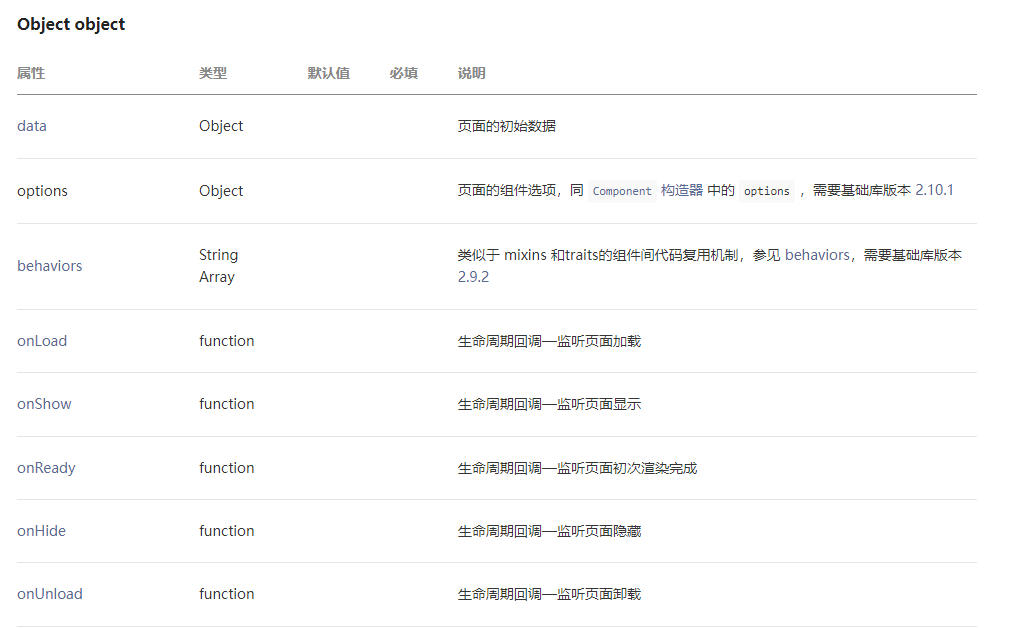 Object object
属性 类型 默认值 必填 说明
data Object 页面的初始数据
options Object 页面的组件选项，同 Component 构造器 中的 options ，需要基础库版本 2.10.1
behaviors String Array 类似于 mixins 和traits的组件间代码复用机制，参见 behaviors，需要基础库版本 2.9.2
onLoad function 生命周期回调—监听页面加载
onShow function 生命周期回调—监听页面显示
onReady function 生命周期回调—监听页面初次渲染完成
onHide function 生命周期回调—监听页面隐藏
onUnload function 生命周期回调—监听页面卸载